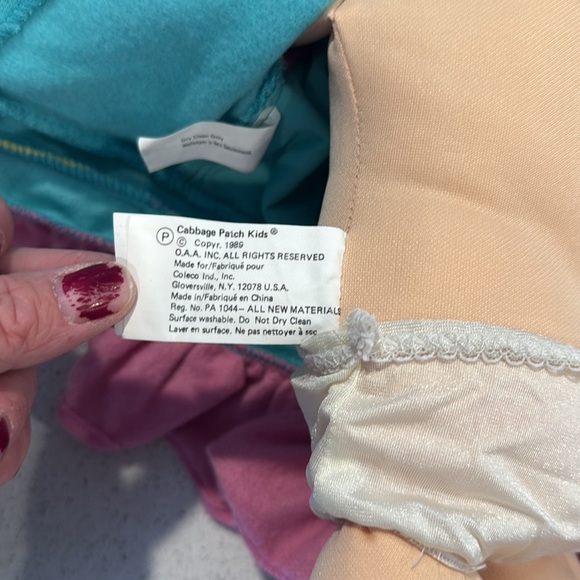 Dry Clean Only
P Cabbage Patch Kids®
© Copyr. 1989
O.A.A. INC. ALL RIGHTS RESERVED
Made for/Fabriqué pour
Coleco Ind., Inc.
Gloversville, N.Y. 12078 U.S.A.
Made in/Fabriqué en China
Reg. No. PA 1044– ALL NEW MATERIALS
Surface washable. Do Not Dry Clean
Laver en surface. Ne pas nettoyer à sec